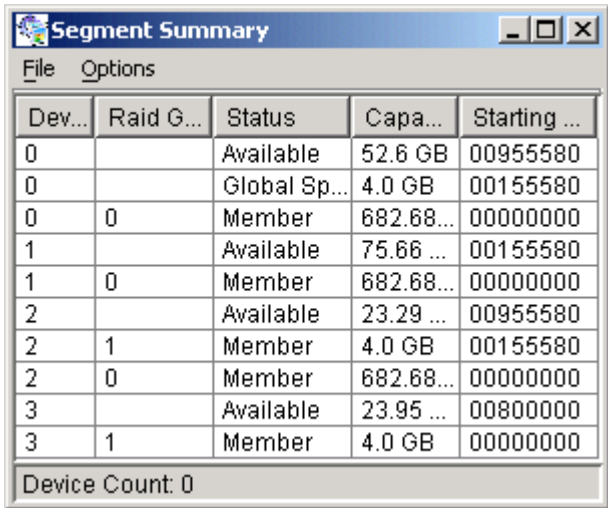 Segment Summary
File Options
Dev... Raid G... Status Capa... Starting ...
0 Available 52.6 GB 00955580
0 Global Sp... 4.0 GB 00155580
0 0 Member 682.68... 00000000
1 Available 75.66 ... 00155580
1 0 Member 682.68... 00000000
2 Available 23.29 ... 00955580
2 1 Member 4.0 GB 00155580
2 0 Member 682.68... 00000000
3 Available 23.95 ... 00800000
3 1 Member 4.0 GB 00000000
Device Count: 0